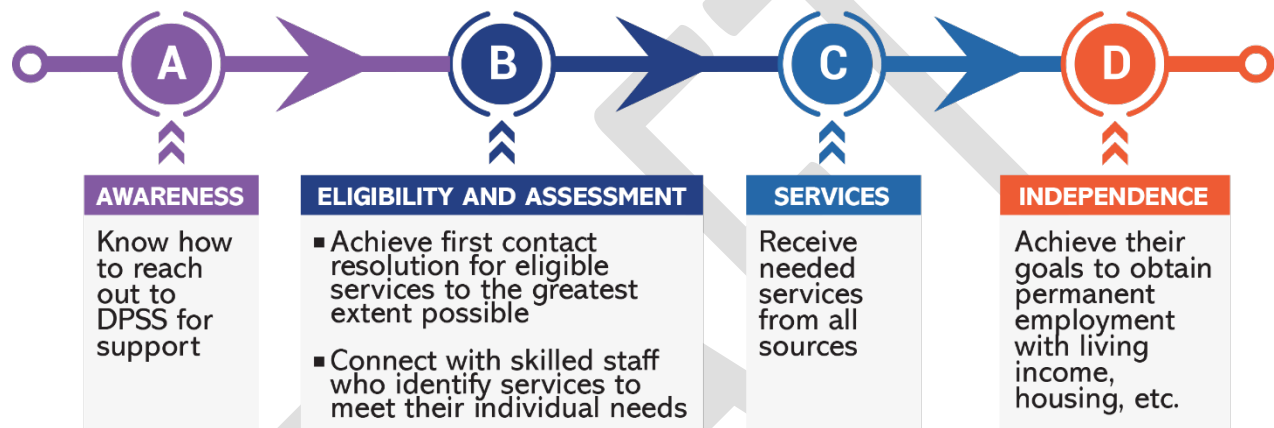 A
B
C
D
AWARENESS
Know how
to reach
out to
DPSS for
support
ELIGIBILITY AND ASSESSMENT
▪ Achieve first contact
resolution for eligible
services to the greatest
extent possible
▪ Connect with skilled staff
who identify services to
meet their individual needs
SERVICES
Receive
needed
services
from all
sources
INDEPENDENCE
Achieve their
goals to obtain
permanent
employment
with living
income,
housing, etc.